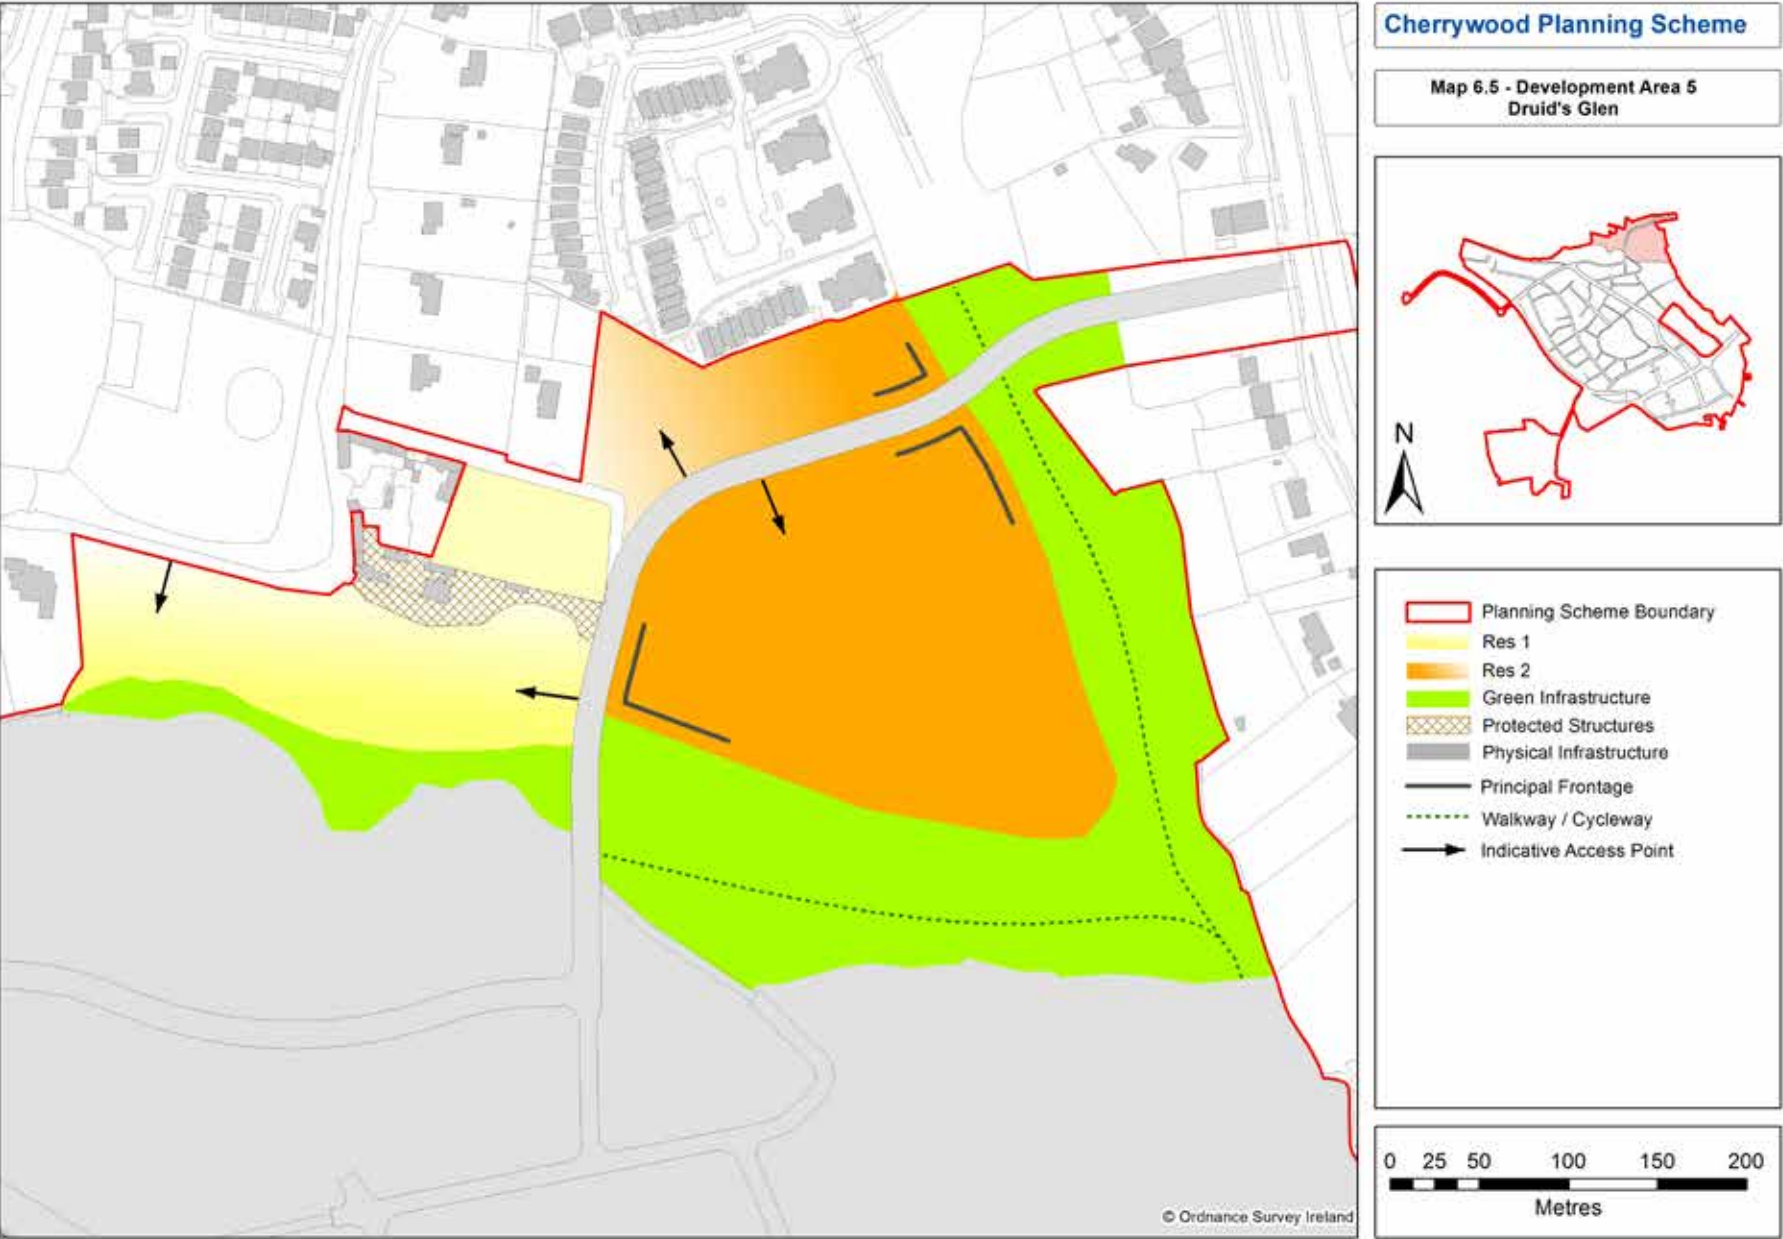 Cherrywood Planning Scheme
Map 6.5 - Development Area 5
Druid's Glen
N
Planning Scheme Boundary
Res 1
Res 2
Green Infrastructure
Protected Structures
Physical Infrastructure
Principal Frontage
Walkway / Cycleway
Indicative Access Point
0 25 50 100 150 200
Metres
© Ordnance Survey Ireland